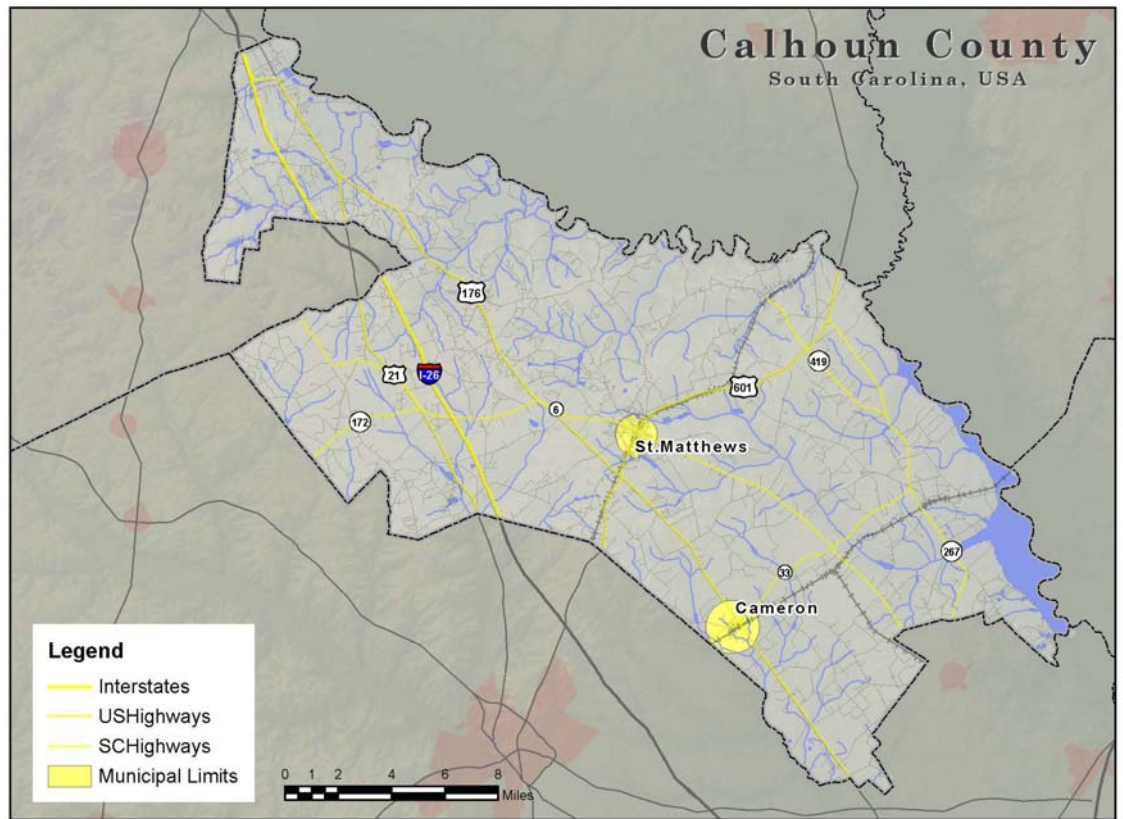 Calhoun County
South Carolina, USA
176
419
21
I-26
601
6
172
St.Matthews
267
33
Cameron
Legend
Interstates
USHighways
SCHighways
Municipal Limits
0 1 2 4 6 8
Miles